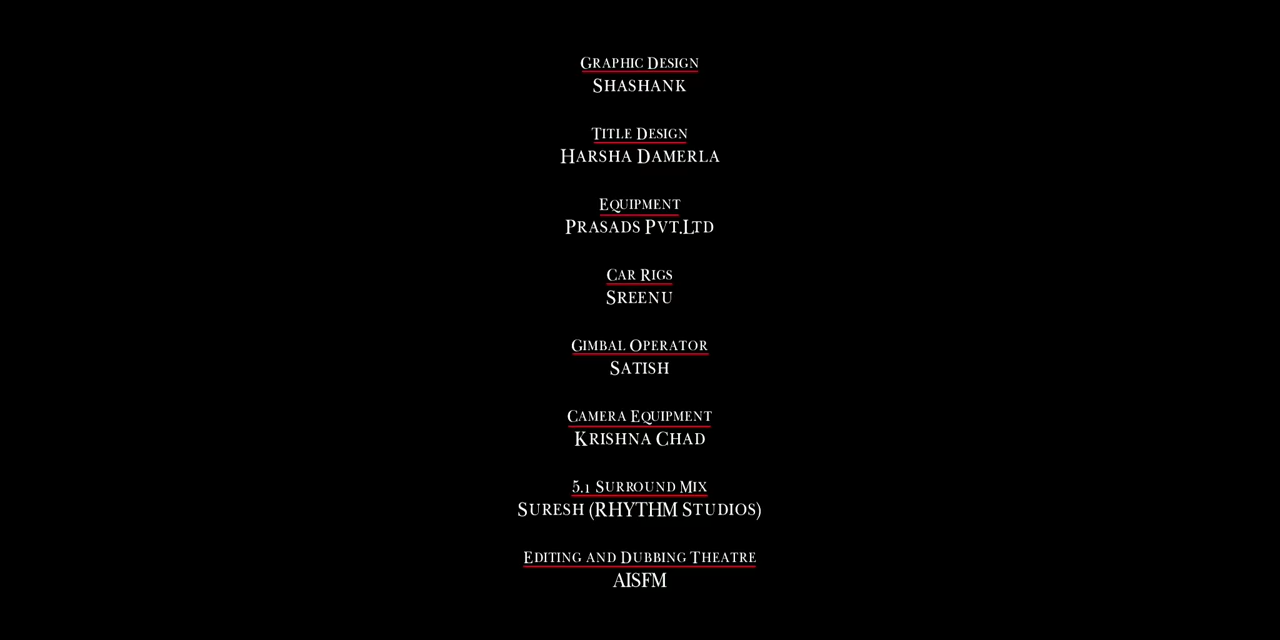 Graphic Design
Shashank
Title Design
Harsha Damerla
Equipment
Prasads Pvt.Ltd
Car Rigs
Sreenu
Gimbal Operator
Satish
Camera Equipment
Krishna Chad
5.1 Surround Mix
Suresh (RHYTHM Studios)
Editing and Dubbing Theatre
AISFM